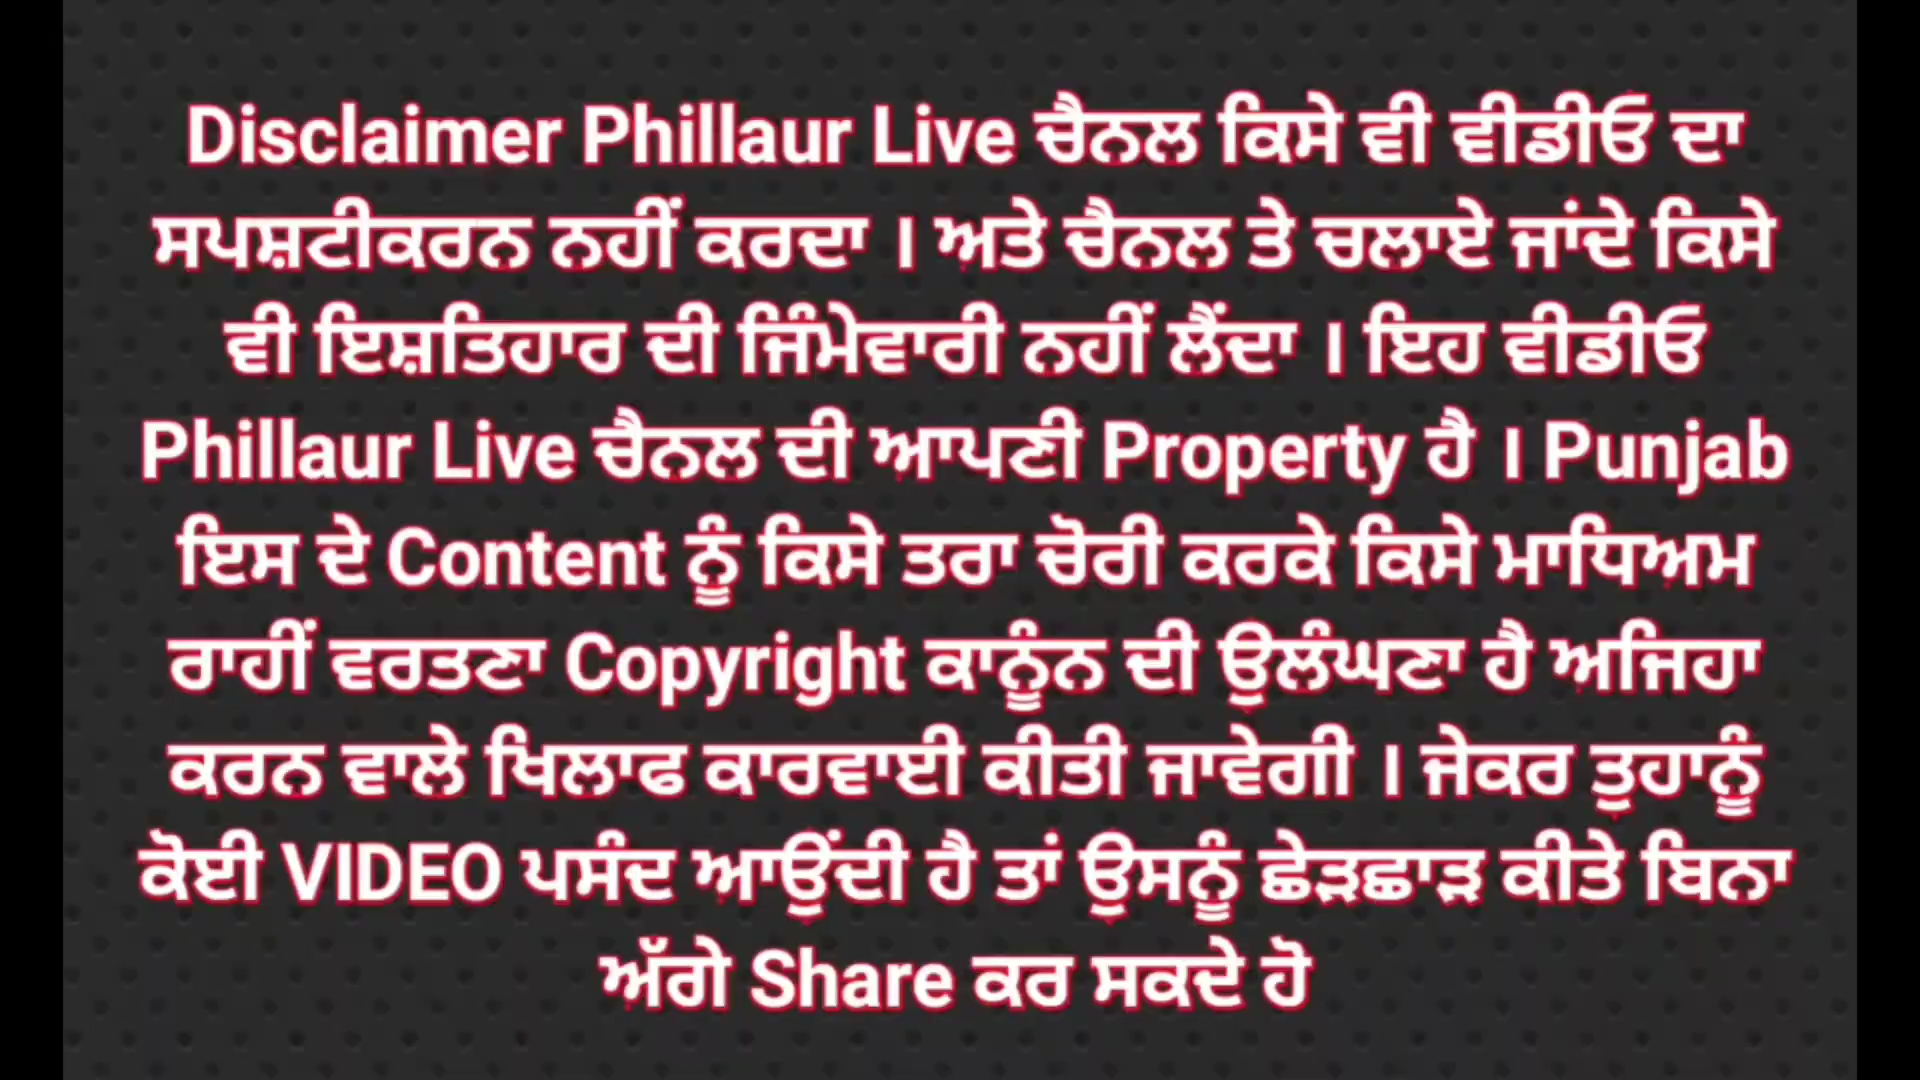 Disclaimer Phillaur Live ਚੈਨਲ ਕਿਸੇ ਵੀ ਵੀਡੀਓ ਦਾ
ਸਪਸ਼ਟੀਕਰਨ ਨਹੀਂ ਕਰਦਾ । ਅਤੇ ਚੈਨਲ ਤੇ ਚਲਾਏ ਜਾਂਦੇ ਕਿਸੇ
ਵੀ ਇਸ਼ਤਿਹਾਰ ਦੀ ਜਿੰਮੇਵਾਰੀ ਨਹੀਂ ਲੈਂਦਾ । ਇਹ ਵੀਡੀਓ
Phillaur Live ਚੈਨਲ ਦੀ ਆਪਣੀ Property ਹੈ । Punjab
ਇਸ ਦੇ Content ਨੂੰ ਕਿਸੇ ਤਰਾ ਚੋਰੀ ਕਰਕੇ ਕਿਸੇ ਮਾਧਿਅਮ
ਰਾਹੀਂ ਵਰਤਣਾ Copyright ਕਾਨੂੰਨ ਦੀ ਉਲੰਘਣਾ ਹੈ ਅਜਿਹਾ
ਕਰਨ ਵਾਲੇ ਖਿਲਾਫ ਕਾਰਵਾਈ ਕੀਤੀ ਜਾਵੇਗੀ । ਜੇਕਰ ਤੁਹਾਨੂੰ
ਕੋਈ VIDEO ਪਸੰਦ ਆਉਂਦੀ ਹੈ ਤਾਂ ਉਸਨੂੰ ਛੇੜਛਾੜ ਕੀਤੇ ਬਿਨਾ
ਅੱਗੇ Share ਕਰ ਸਕਦੇ ਹੋ